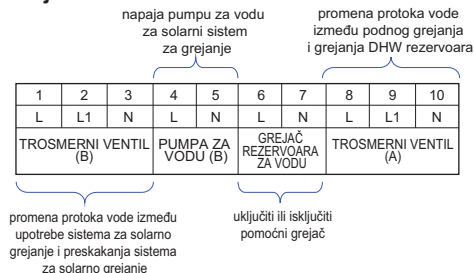 napaja pumpu za vodu
za solarni sistem
za grejanje
promena protoka vode
između podnog grejanja
i grejanja DHW rezervoara
1 2 3 4 5 6 7 8 9 10
L L1 N L N L N L L1 N
TROSMERNI VENTIL
(B)
PUMPA ZA
VODU (B)
GREJAČ
REZERVOARA
ZA VODU
TROSMERNI VENTIL
(A)
promena protoka vode između
upotrebe sistema za solarno
grejanje i preskakanja sistema
za solarno grejanje
uključiti ili isključiti
pomoćni grejač